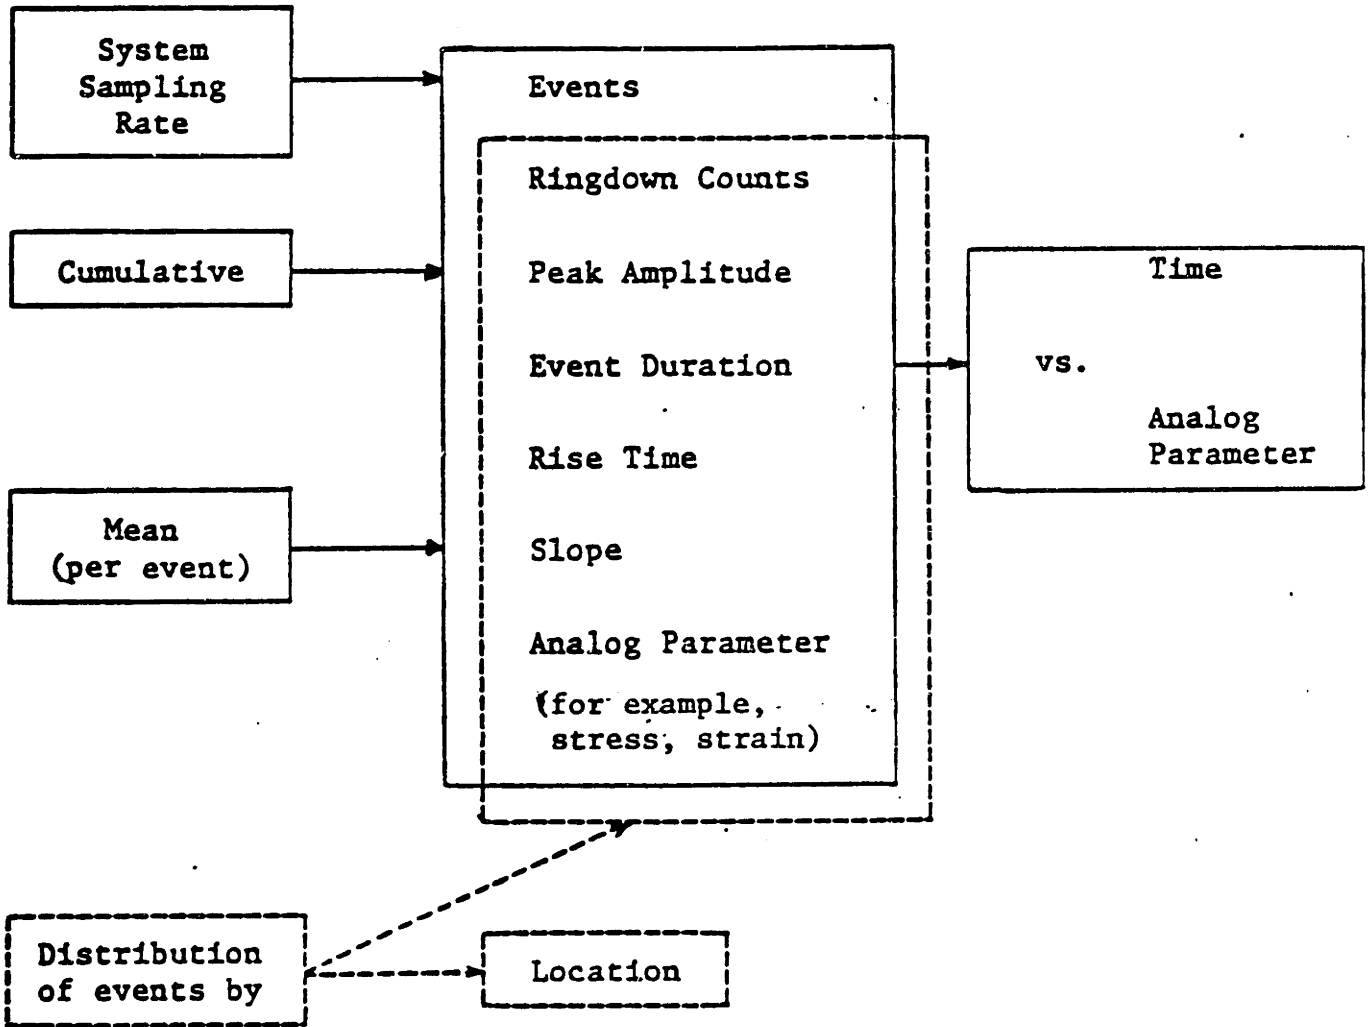 System
Sampling
Rate
Cumulative
Mean
(per event)
Events
Ringdown Counts
Peak Amplitude
Event Duration
Rise Time
Slope
Analog Parameter
(for example,
stress, strain)
Time
vs.
Analog
Parameter
Distribution
of events by
Location